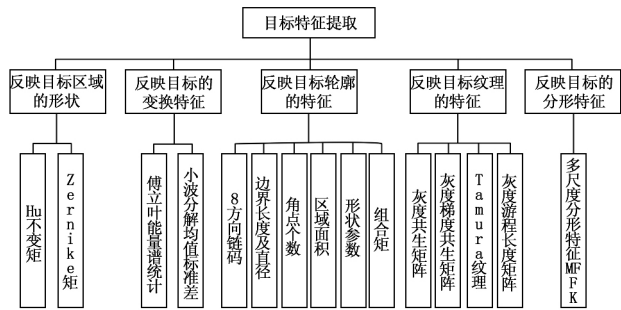 目标特征提取
反映目标区域
的形状
反映目标的
变换特征
反映目标轮廓
的特征
反映目标纹理
的特征
反映目标的
分形特征
Hu不变矩
Zernike矩
傅立叶能量谱统计
小波分解均值标准差
8方向链码
边界长度及直径
角点个数
区域面积
形状参数
组合矩
灰度共生矩阵
灰度梯度共生矩阵
Tamura纹理
灰度游程长度矩阵
多尺度分形特征MFFK